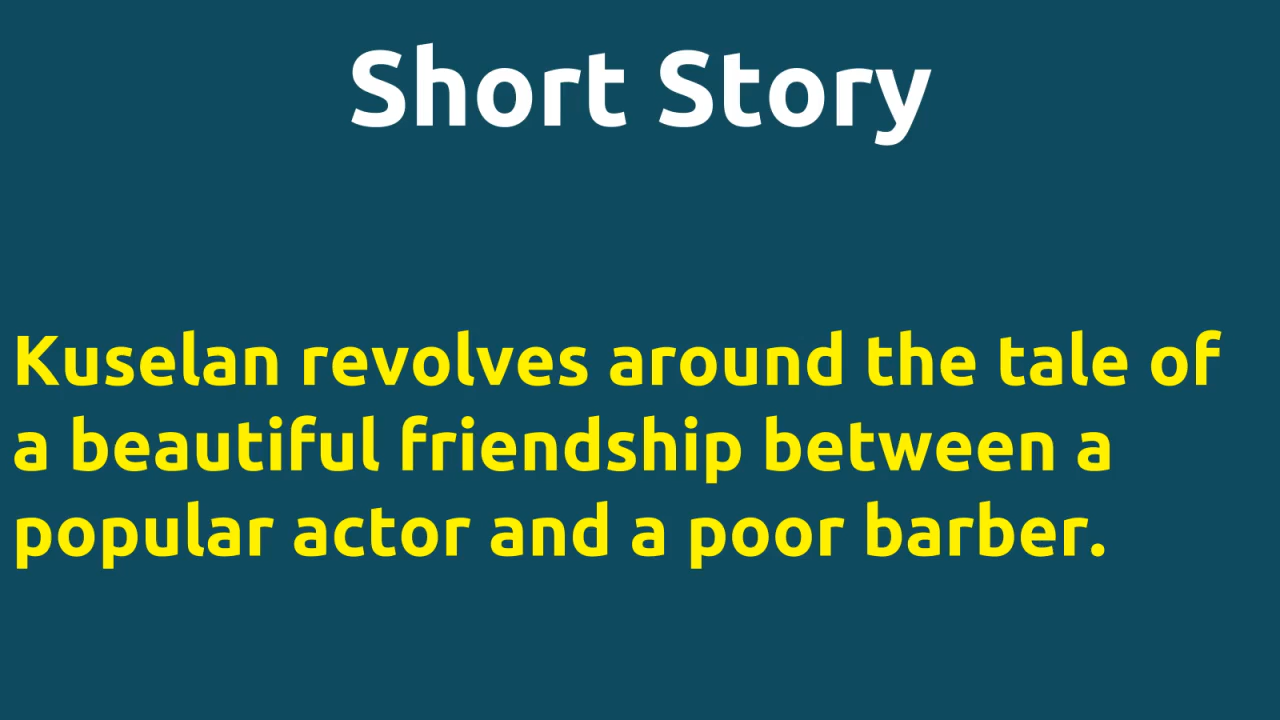 Short Story
Kuselan revolves around the tale of
a beautiful friendship between a
popular actor and a poor barber.